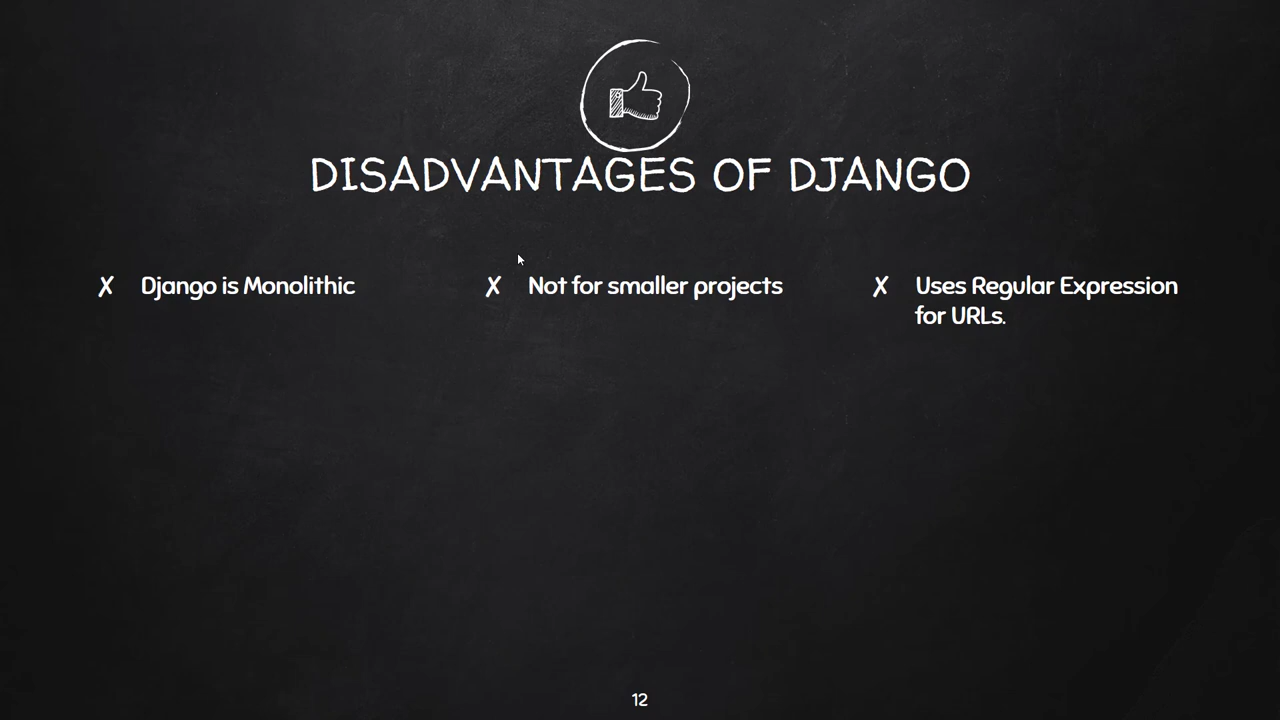 DISADVANTAGES OF DJANGO
✗ Django is Monolithic
✗ Not for smaller projects
✗ Uses Regular Expression
for URLs.
12